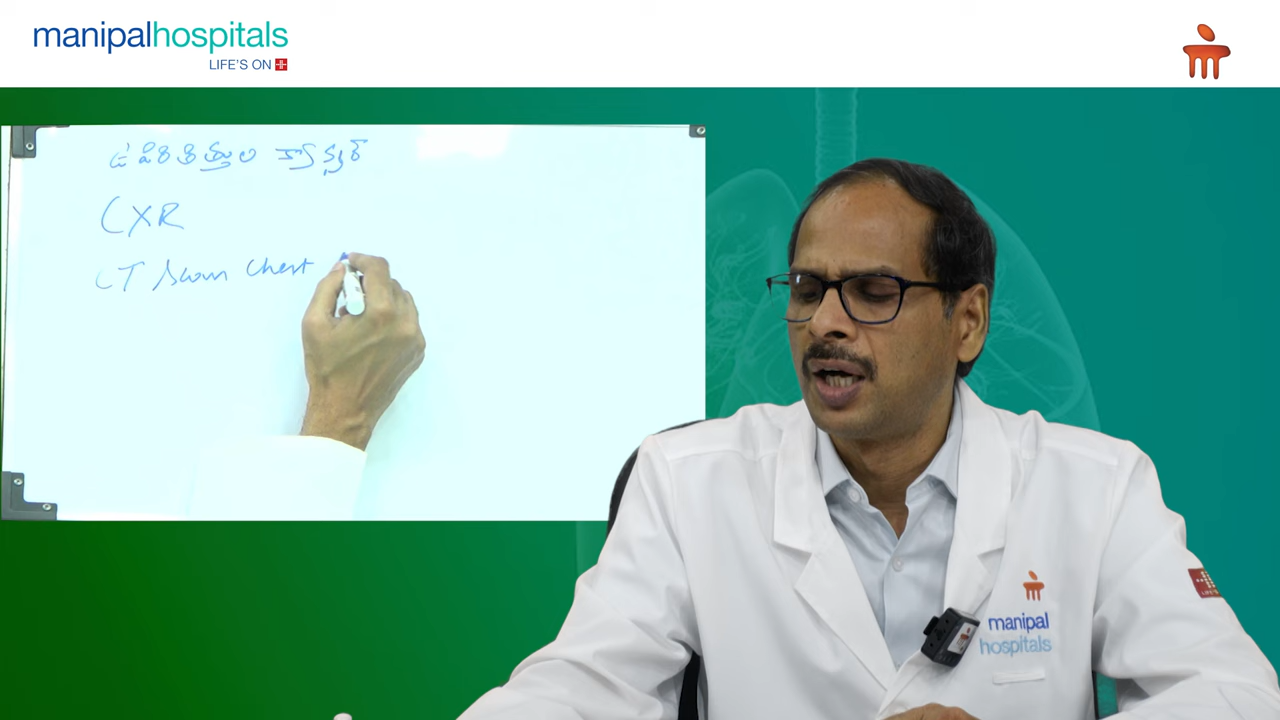 manipalhospitals
LIFE'S ON
ఊపిరితిత్తుల కాన్సర్
CXR
CT Scan Chest
manipal
hospitals